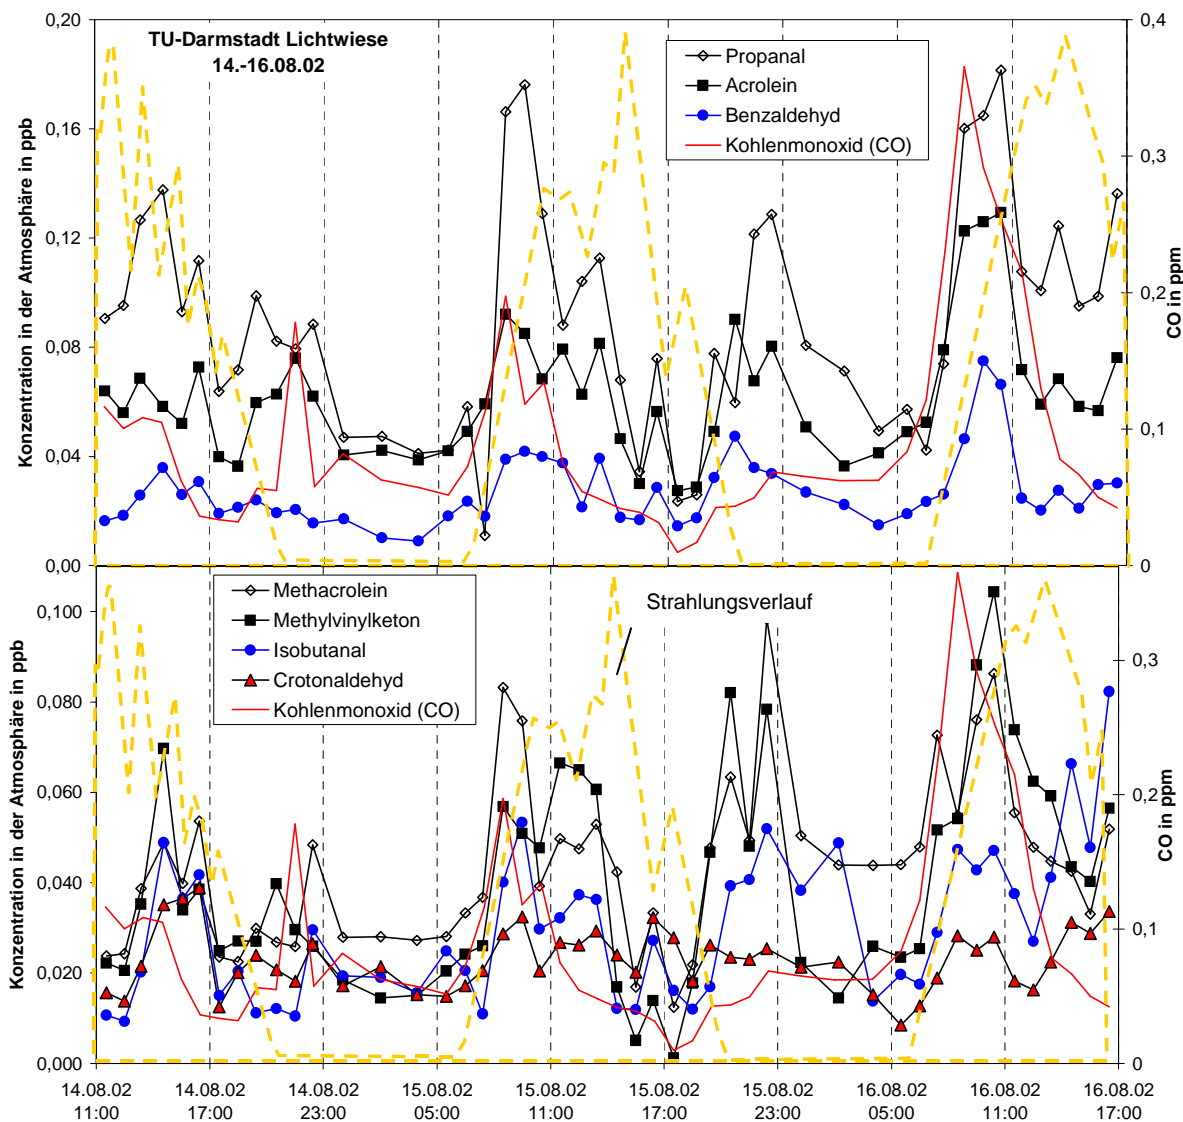 TU-Darmstadt Lichtwiese
14.-16.08.02
Propanal
Acrolein
Benzaldehyd
Kohlenmonoxid (CO)
Konzentration in der Atmosphäre in ppb
0,20
0,16
0,12
0,08
0,04
0,00
CO in ppm
0,4
0,3
0,2
0,1
0
Methacrolein
Methylvinylketon
Isobutanal
Crotonaldehyd
Kohlenmonoxid (CO)
Strahlungsverlauf
Konzentration in der Atmosphäre in ppb
0,100
0,080
0,060
0,040
0,020
0,000
CO in ppm
0,3
0,2
0,1
0
14.08.02 14.08.02 14.08.02 15.08.02 15.08.02 15.08.02 15.08.02 16.08.02 16.08.02 16.08.02
11:00 17:00 23:00 05:00 11:00 17:00 23:00 05:00 11:00 17:00